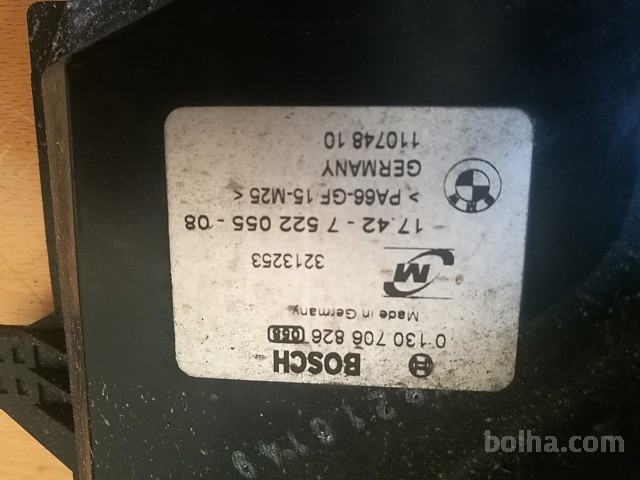 BOSCH
0 130 706 826 068
Made in Germany
3213253
17.42 - 7 522 055 - 08
> PA66-GF 15-M25 <
GERMANY
110748 10
bolha.com